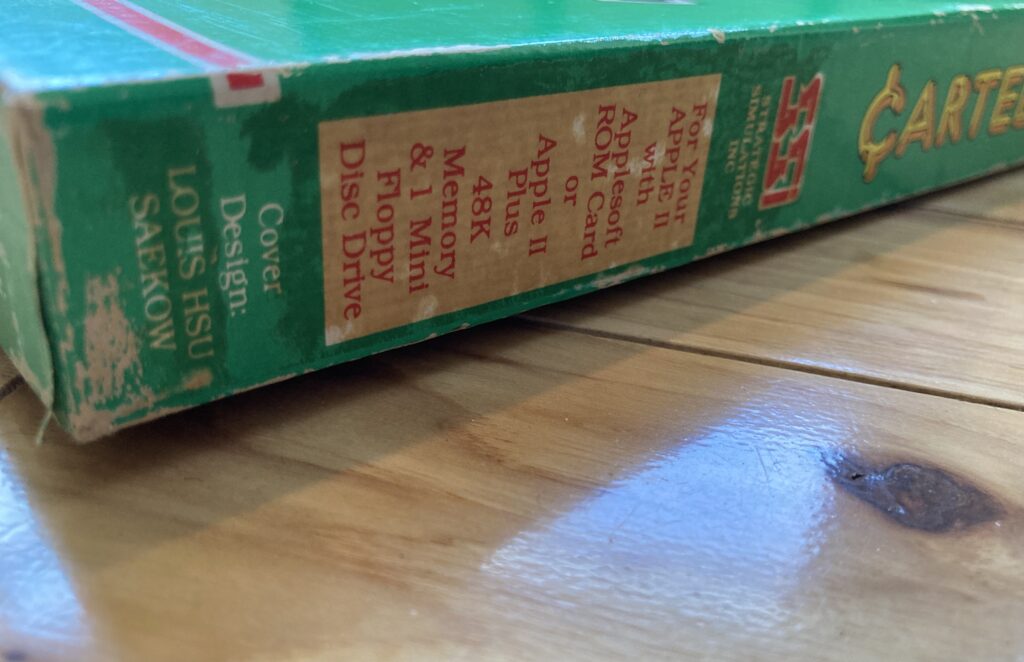 CARTE
SSI
STRATEGIC
SIMULATIONS
INC
For Your
APPLE II
with
Applesoft
ROM Card
or
Apple II
Plus
48K
Memory
& 1 Mini
Floppy
Disc Drive
Cover
Design:
LOUIS HSU
SAEKOW